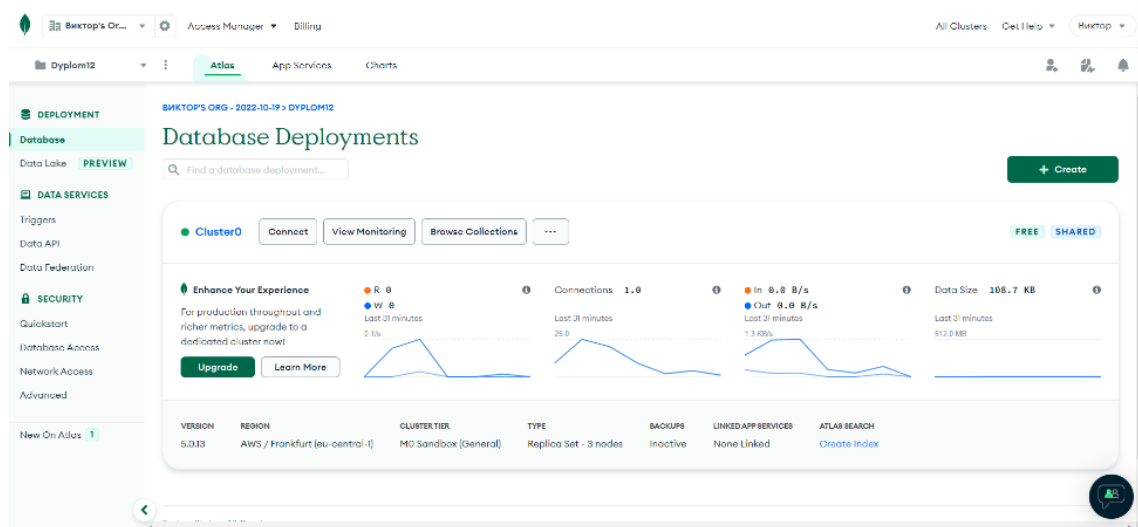 Виктор's Or...
Access Manager
Billing
All Clusters
Get Help
Виктор
Dyplom12
Atlas
App Services
Charts
DEPLOYMENT
Database
Data Lake PREVIEW
DATA SERVICES
Triggers
Data API
Data Federation
SECURITY
Quickstart
Database Access
Network Access
Advanced
New On Atlas 1
ВИКТОР'S ORG - 2022-10-19 > DYPLOM12
Database Deployments
Find a database deployment...
+ Create
Cluster0
Connect
View Monitoring
Browse Collections
...
FREE SHARED
Enhance Your Experience
For production throughput and
richer metrics, upgrade to a
dedicated cluster now!
Upgrade
Learn More
R 0
W 0
Last 31 minutes
0.1/s
Connections 1.0
Last 31 minutes
25.0
In 0.0 B/s
Out 0.0 B/s
Last 31 minutes
1.3 KB/s
Data Size 108.7 KB
Last 31 minutes
512.0 MB
VERSION
5.0.13
REGION
AWS / Frankfurt (eu-central-1)
CLUSTER TIER
M0 Sandbox (General)
TYPE
Replica Set - 3 nodes
BACKUPS
Inactive
LINKED APP SERVICES
None Linked
ATLAS SEARCH
Create Index